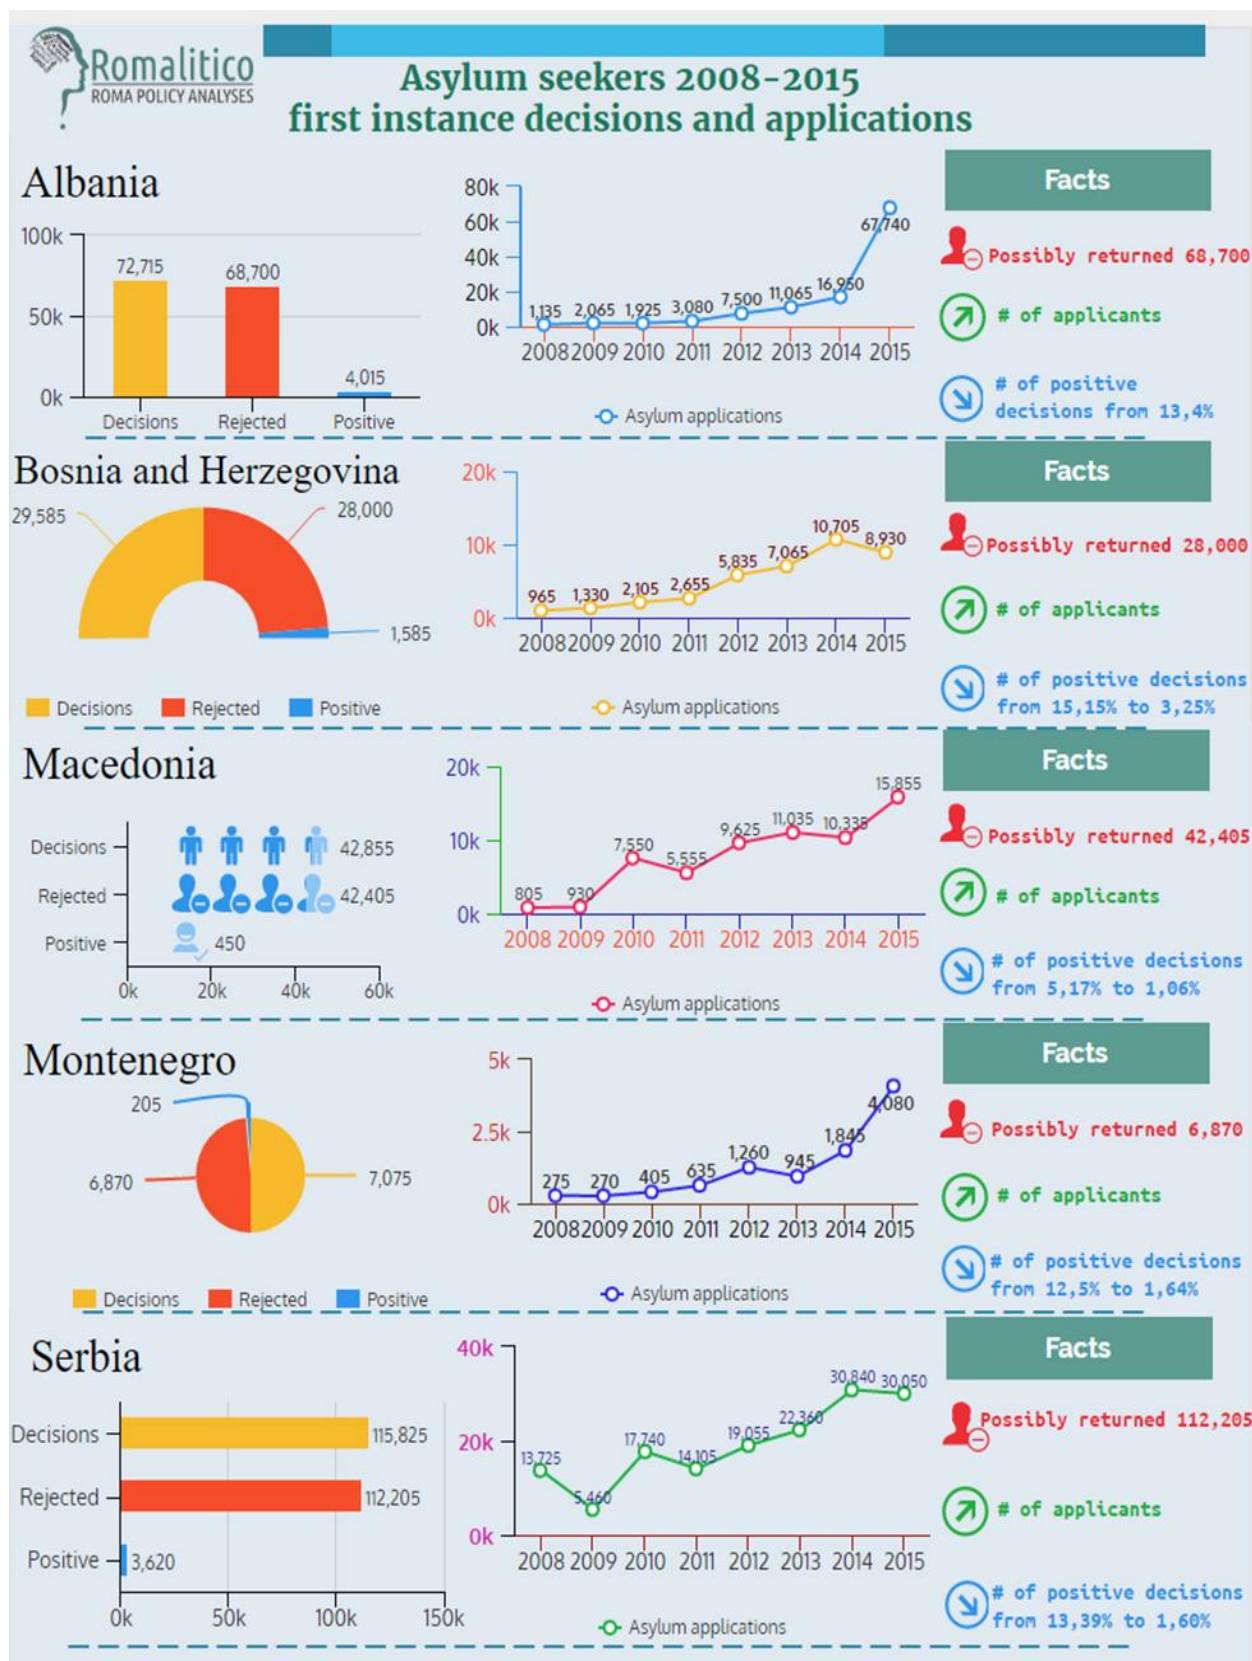 Romalitico
ROMA POLICY ANALYSES
Asylum seekers 2008-2015
first instance decisions and applications
Albania
100k
50k
0k
72,715
68,700
4,015
Decisions Rejected Positive
80k
60k
40k
20k
0k
1,135 2,065 1,925 3,080 7,500 11,065 16,950 67,740
2008 2009 2010 2011 2012 2013 2014 2015
Asylum applications
Facts
Possibly returned 68,700
# of applicants
# of positive
decisions from 13,4%
Bosnia and Herzegovina
29,585
28,000
1,585
Decisions Rejected Positive
20k
10k
0k
965 1,330 2,105 2,655 5,835 7,065 10,705 8,930
2008 2009 2010 2011 2012 2013 2014 2015
Asylum applications
Facts
Possibly returned 28,000
# of applicants
# of positive decisions
from 15,15% to 3,25%
Macedonia
Decisions 42,855
Rejected 42,405
Positive 450
0k 20k 40k 60k
20k
10k
0k
805 930 7,550 5,555 9,625 11,035 10,335 15,855
2008 2009 2010 2011 2012 2013 2014 2015
Asylum applications
Facts
Possibly returned 42,405
# of applicants
# of positive decisions
from 5,17% to 1,06%
Montenegro
205
6,870
7,075
Decisions Rejected Positive
5k
2.5k
0k
275 270 405 635 1,260 945 1,845 4,080
2008 2009 2010 2011 2012 2013 2014 2015
Asylum applications
Facts
Possibly returned 6,870
# of applicants
# of positive decisions
from 12,5% to 1,64%
Serbia
Decisions 115,825
Rejected 112,205
Positive 3,620
0k 50k 100k 150k
40k
20k
0k
13,725 5,460 17,740 14,105 19,055 22,360 30,840 30,050
2008 2009 2010 2011 2012 2013 2014 2015
Asylum applications
Facts
Possibly returned 112,205
# of applicants
# of positive decisions
from 13,39% to 1,60%